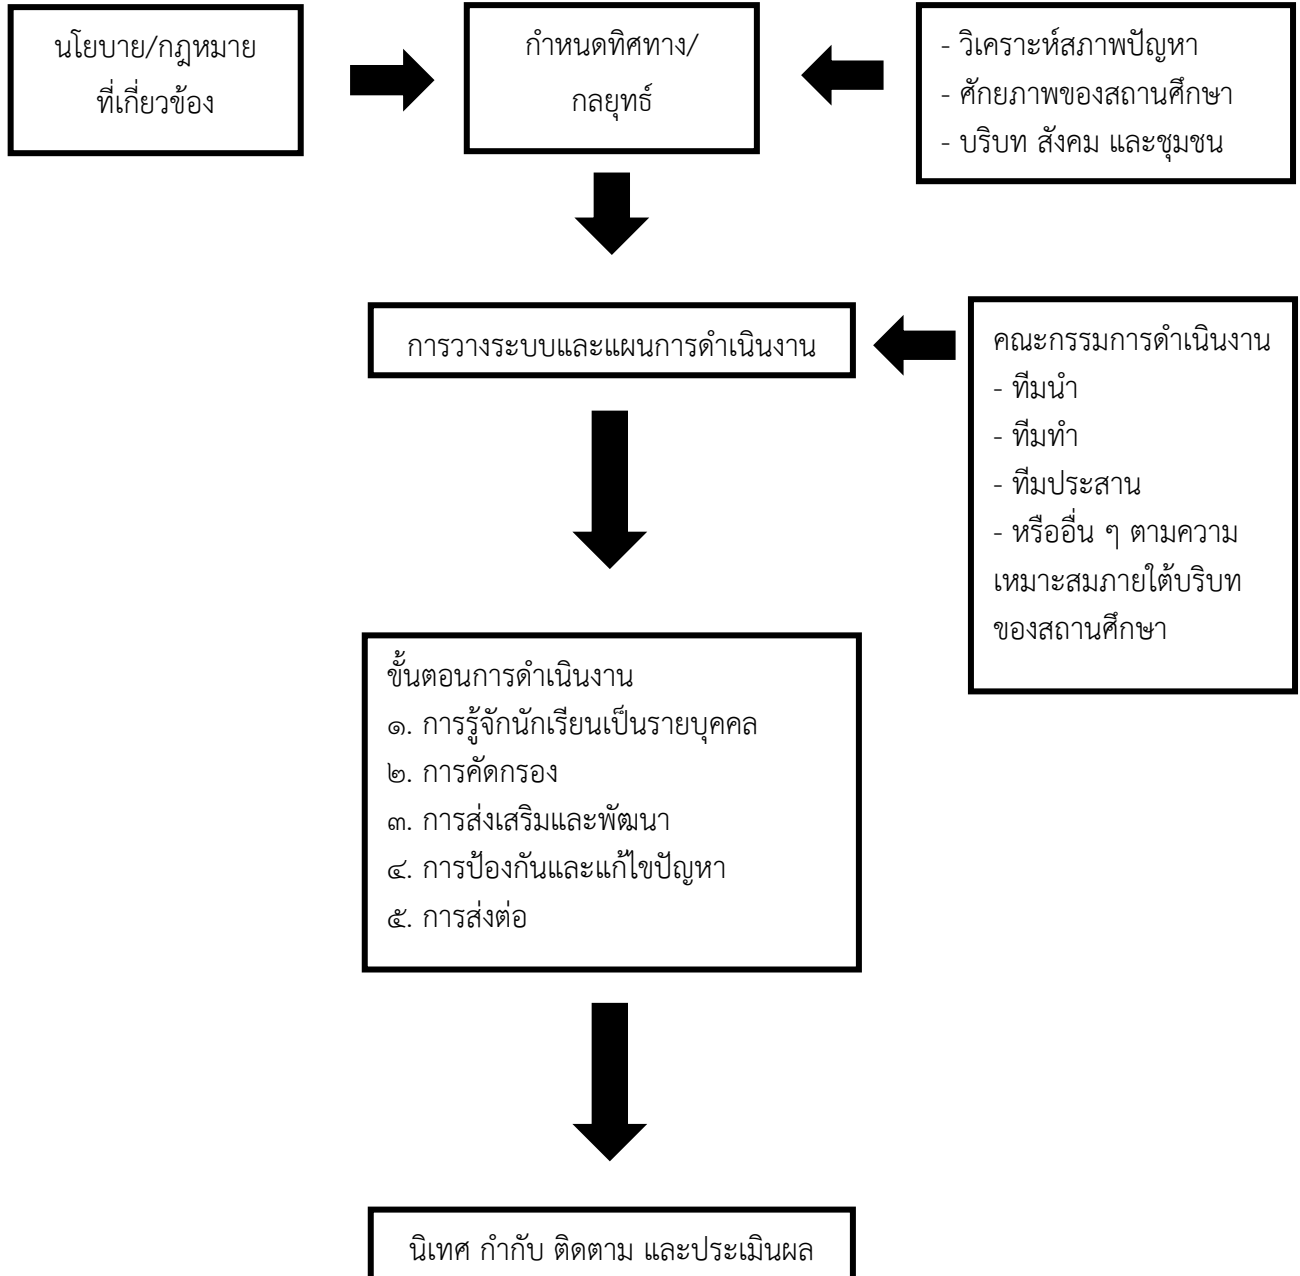 นโยบาย/กฎหมาย
ที่เกี่ยวข้อง
กำหนดทิศทาง/
กลยุทธ์
- วิเคราะห์สภาพปัญหา
- ศักยภาพของสถานศึกษา
- บริบท สังคม และชุมชน
การวางระบบและแผนการดำเนินงาน
คณะกรรมการดำเนินงาน
- ทีมนำ
- ทีมทำ
- ทีมประสาน
- หรืออื่น ๆ ตามความ
เหมาะสมภายใต้บริบท
ของสถานศึกษา
ขั้นตอนการดำเนินงาน
๑. การรู้จักนักเรียนเป็นรายบุคคล
๒. การคัดกรอง
๓. การส่งเสริมและพัฒนา
๔. การป้องกันและแก้ไขปัญหา
๕. การส่งต่อ
นิเทศ กำกับ ติดตาม และประเมินผล